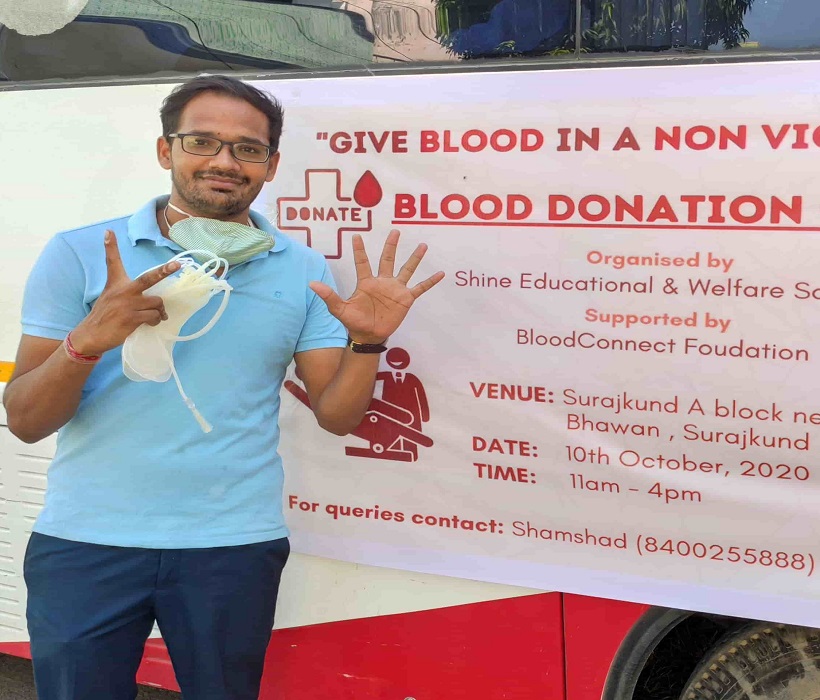 "GIVE BLOOD IN A NON VIO
DONATE
BLOOD DONATION
Organised by
Shine Educational & Welfare So
Supported by
BloodConnect Foudation
VENUE: Surajkund A block ne
Bhawan , Surajkund
DATE: 10th October, 2020
TIME: 11am - 4pm
For queries contact: Shamshad (8400255888)